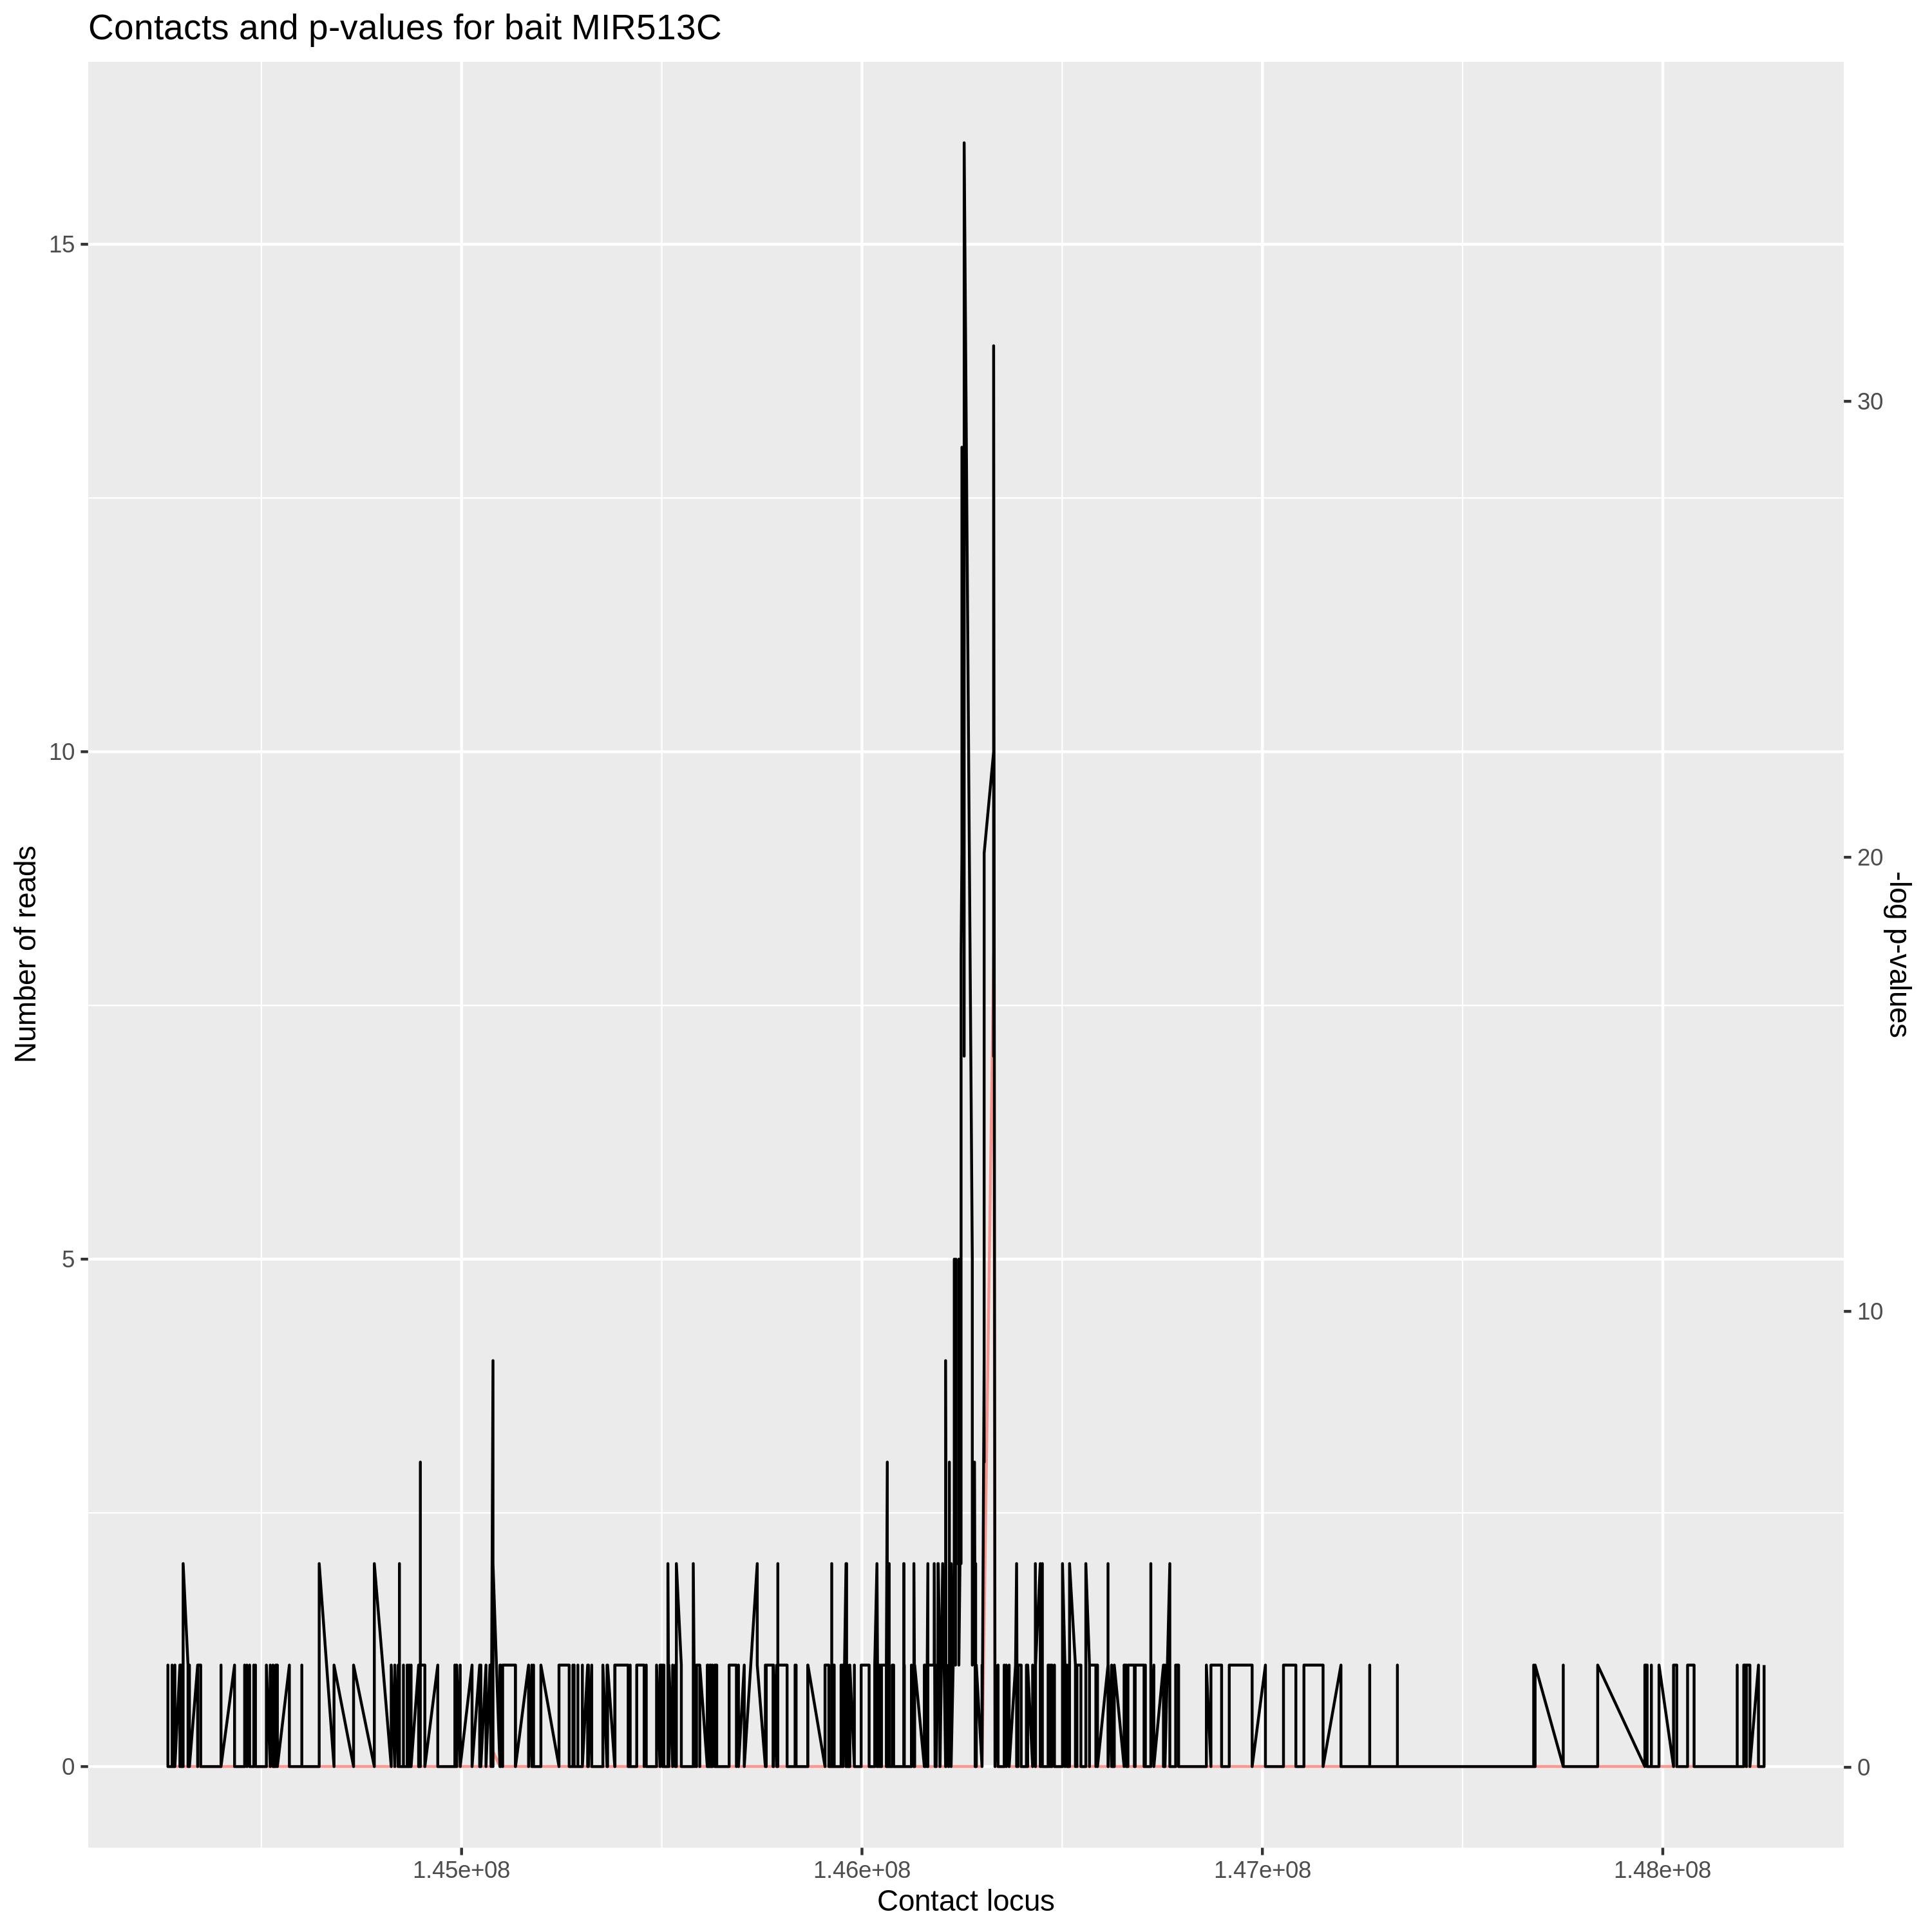 Contacts and p-values for bait MIR513C
15
10
5
0
30
20
10
0
Number of reads
-log p-values
1.45e+08 1.46e+08 1.47e+08 1.48e+08
Contact locus